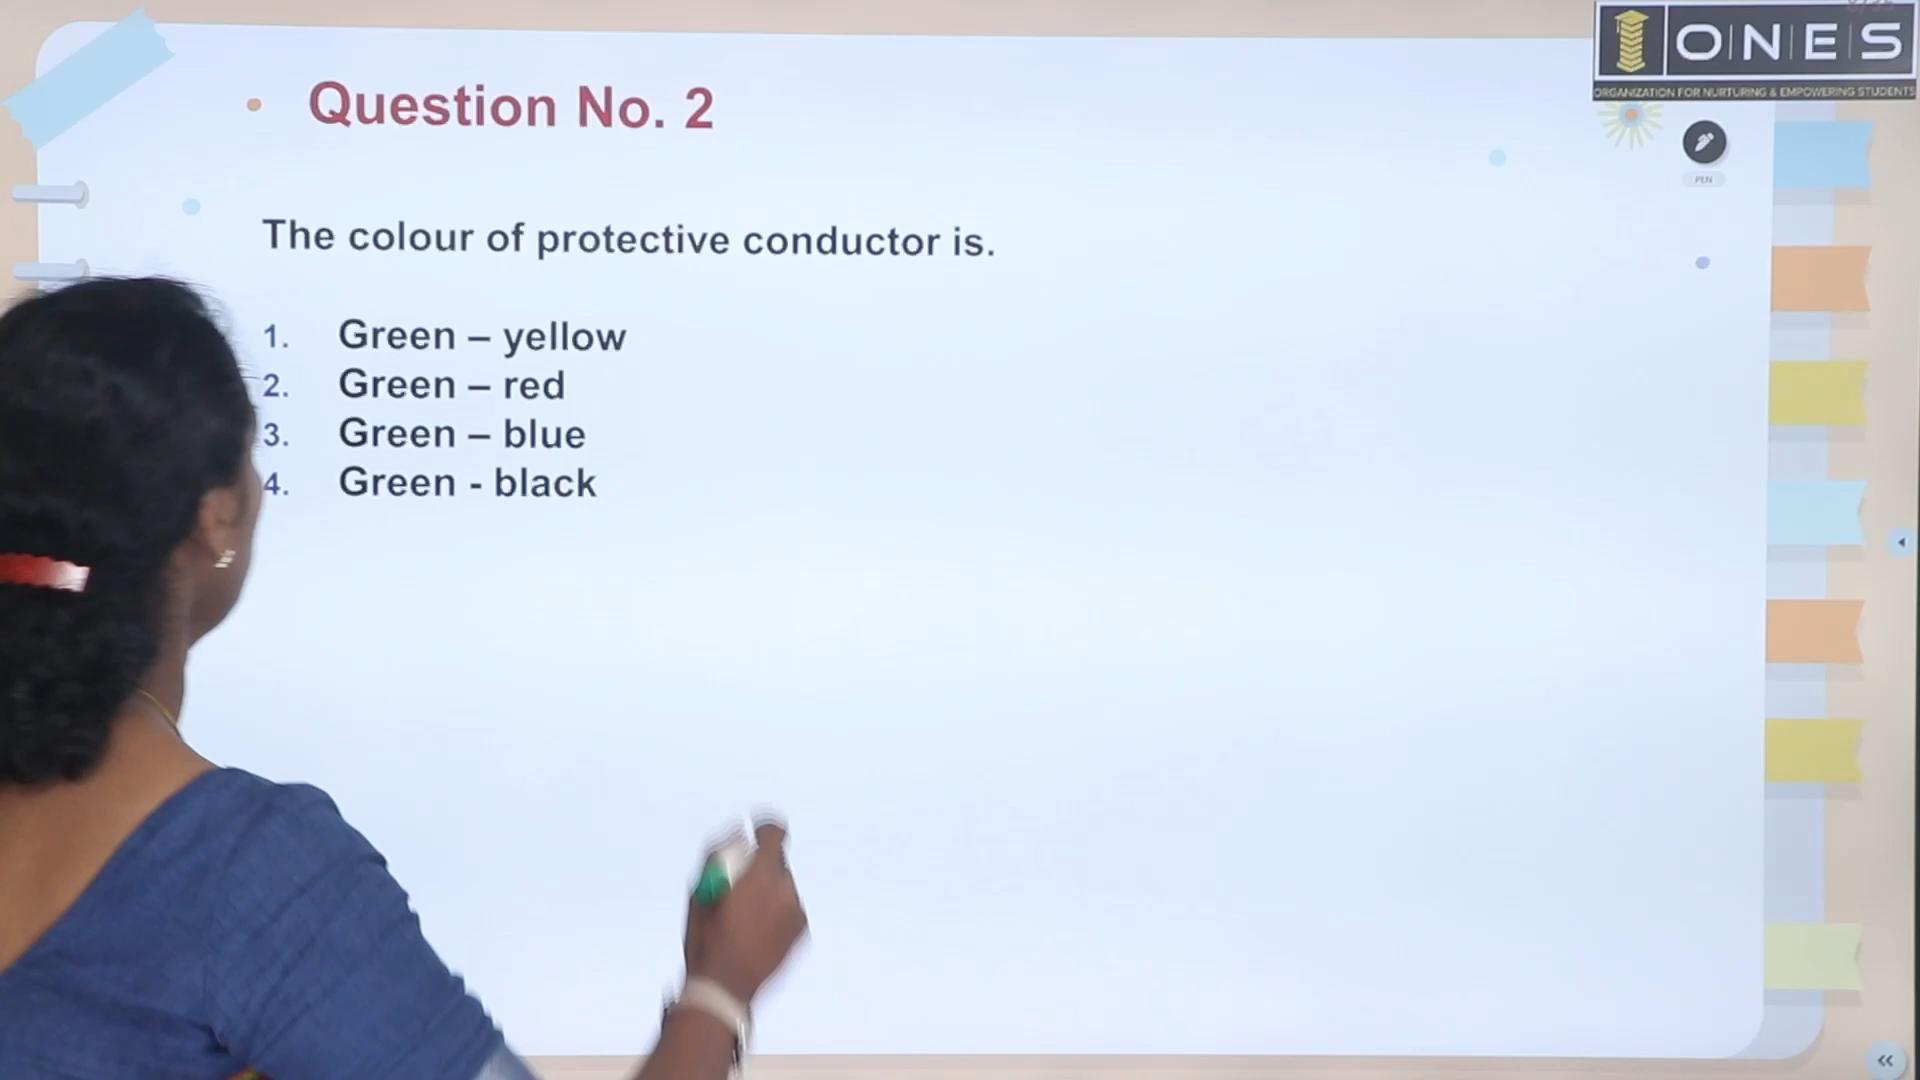 ONES
ORGANIZATION FOR NURTURING & EMPOWERING STUDENTS
• Question No. 2
PEN
The colour of protective conductor is.
1. Green – yellow
2. Green – red
3. Green – blue
4. Green - black